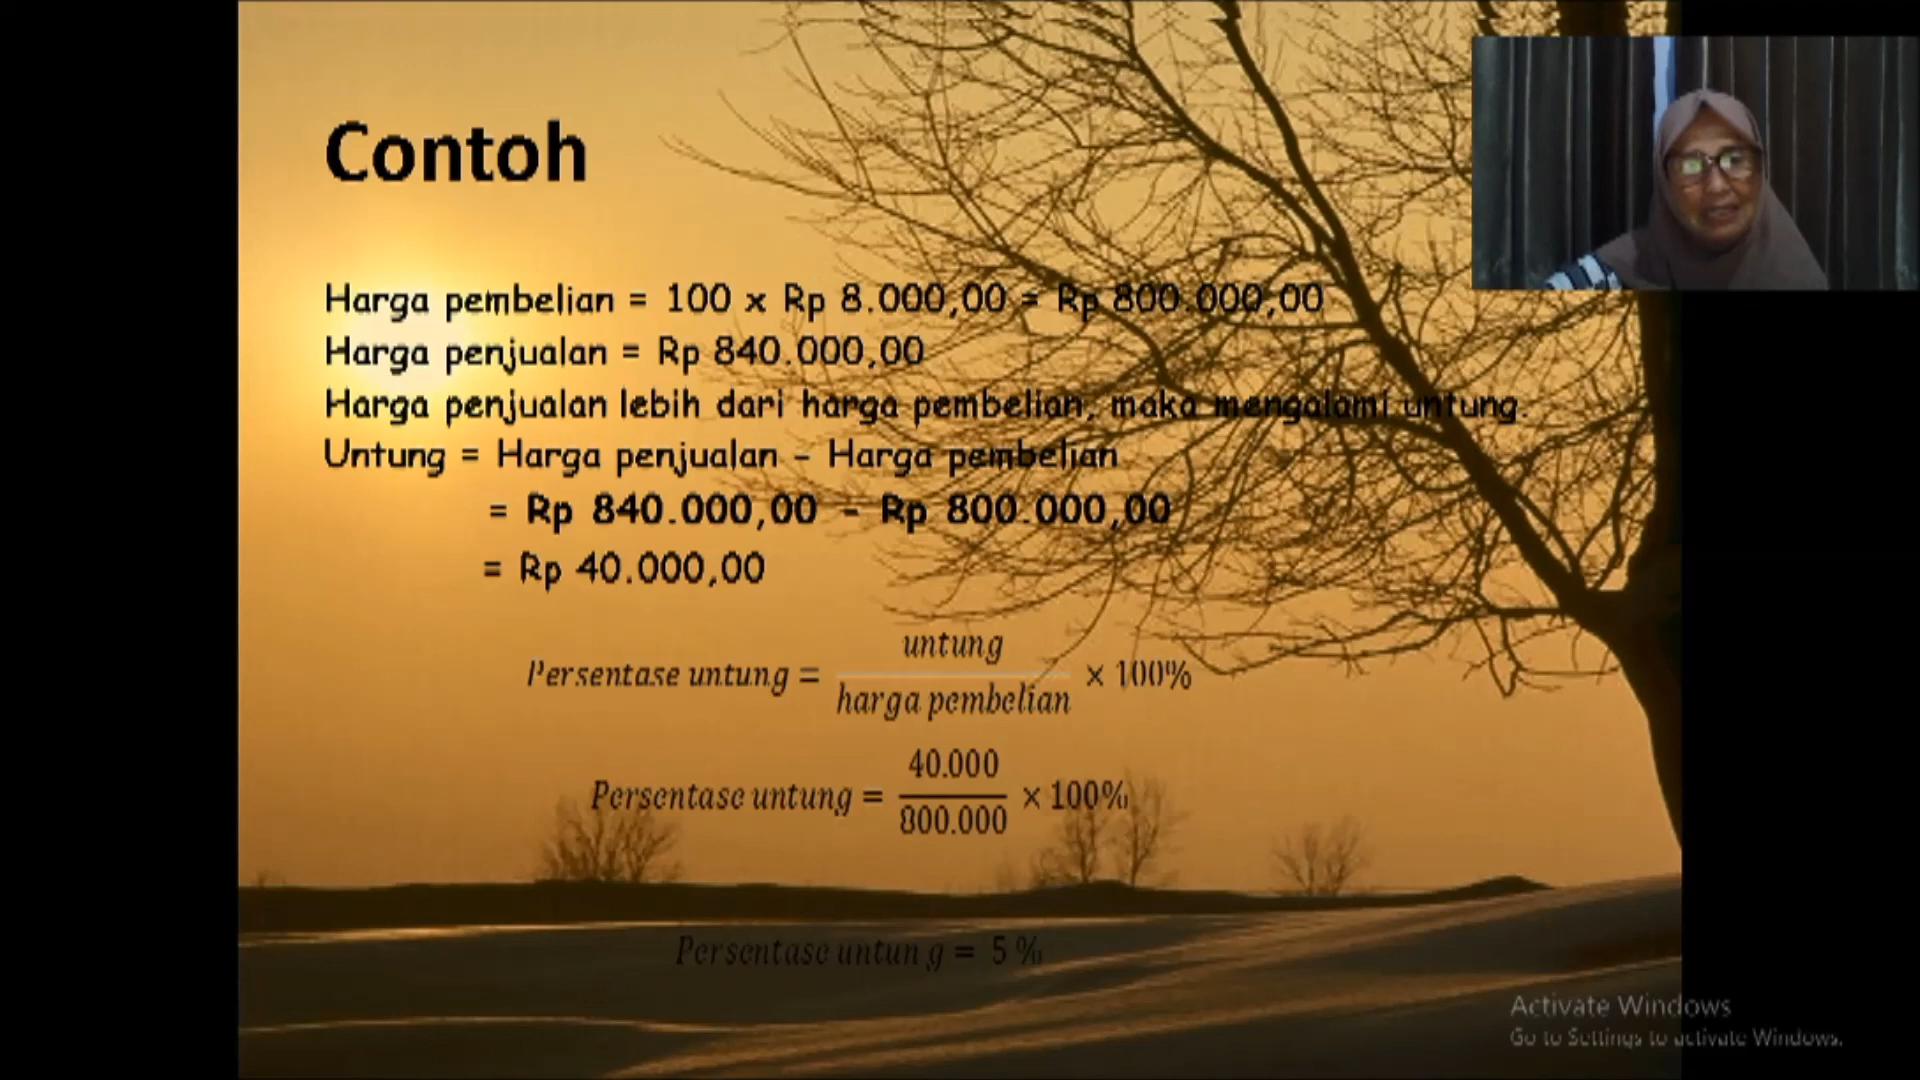 Contoh
Harga pembelian = 100 x Rp 8.000,00 = Rp 800.000,00
Harga penjualan = Rp 840.000,00
Harga penjualan lebih dari harga pembelian, maka mengalami untung.
Untung = Harga penjualan - Harga pembelian
= Rp 840.000,00 - Rp 800.000,00
= Rp 40.000,00
Persentase untung = untung / harga pembelian × 100%
Persentase untung = 40.000 / 800.000 × 100%
Persentase untung = 5 %
Activate Windows
Go to Settings to activate Windows.